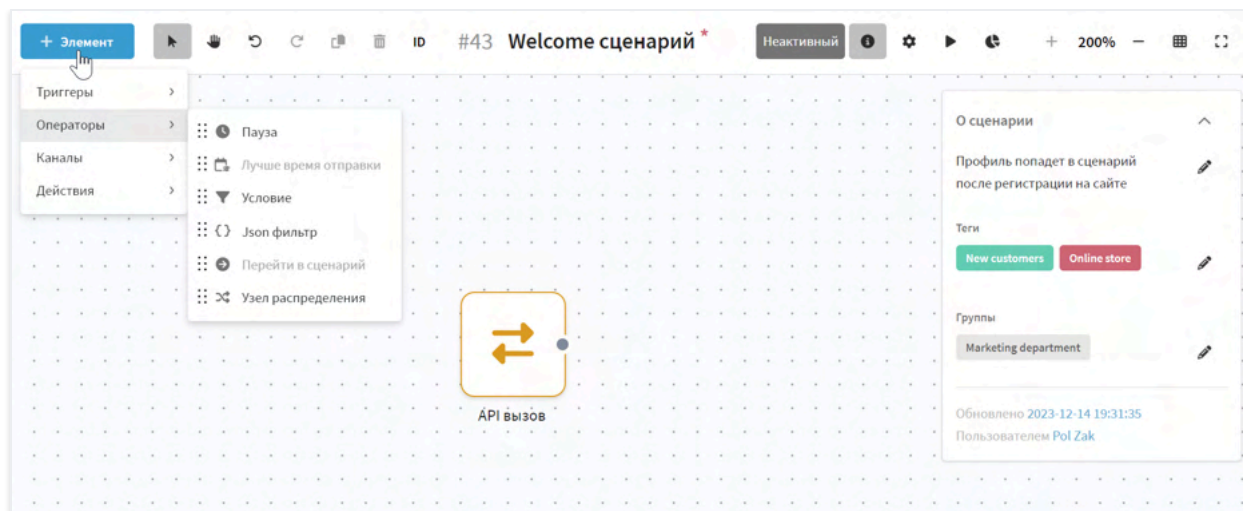 + Элемент
ID
#43 Welcome сценарий *
Неактивный
+ 200% −
Триггеры
Операторы
Каналы
Действия
Пауза
Лучше время отправки
Условие
{} Json фильтр
Перейти в сценарий
Узел распределения
API вызов
О сценарии
Профиль попадет в сценарий
после регистрации на сайте
Теги
New customers Online store
Группы
Marketing department
Обновлено 2023-12-14 19:31:35
Пользователем Pol Zak